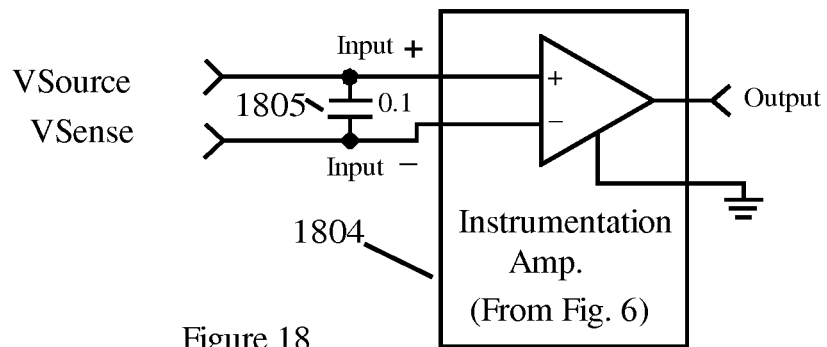 Input +
VSource
1805
0.1
VSense
Input −
+
−
Output
1804
Instrumentation
Amp.
(From Fig. 6)
Figure 18